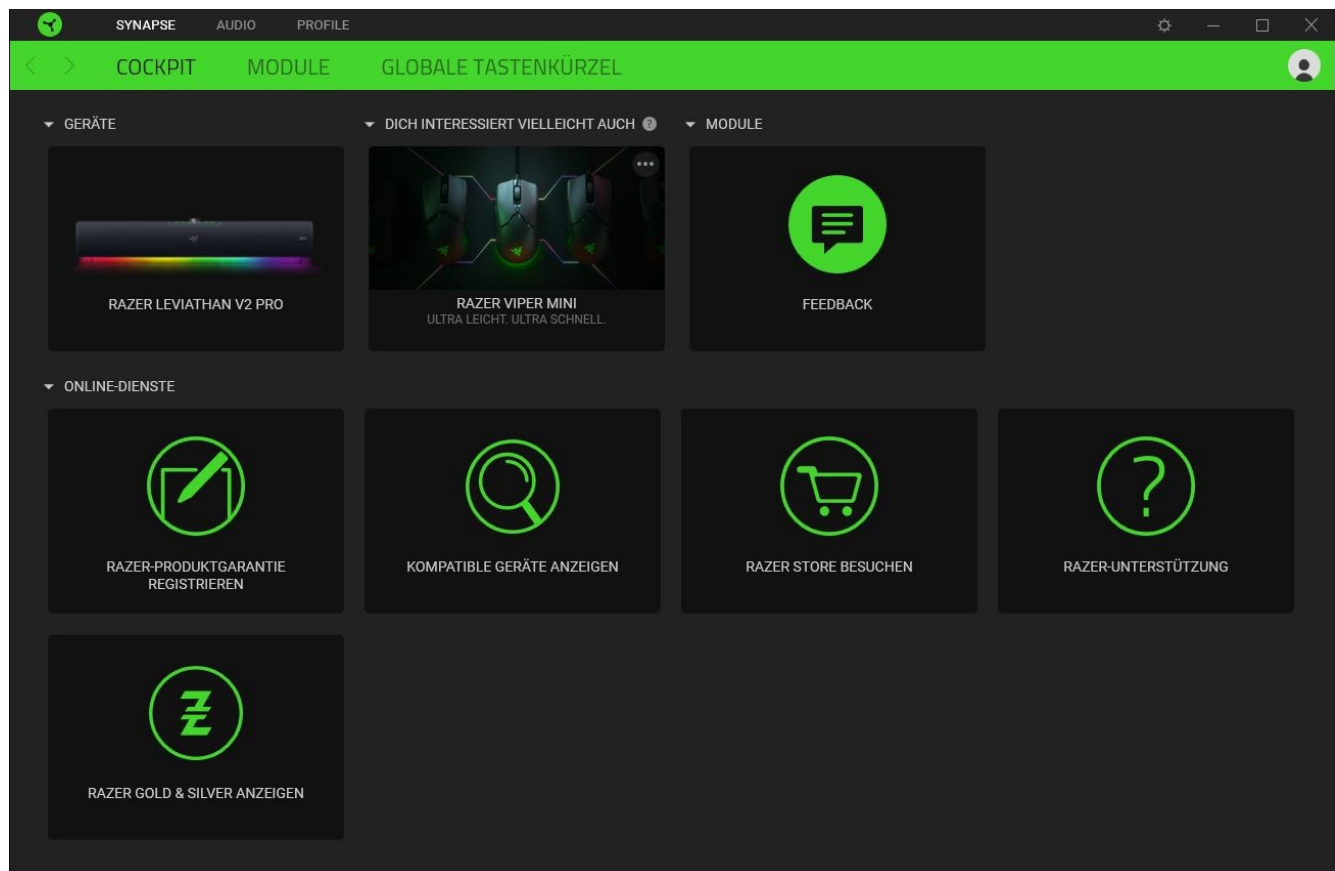 SYNAPSE AUDIO PROFILE
COCKPIT MODULE GLOBALE TASTENKÜRZEL
GERÄTE
DICH INTERESSIERT VIELLEICHT AUCH ?
MODULE
RAZER LEVIATHAN V2 PRO
RAZER VIPER MINI
ULTRA LEICHT. ULTRA SCHNELL.
FEEDBACK
ONLINE-DIENSTE
RAZER-PRODUKTGARANTIE
REGISTRIEREN
KOMPATIBLE GERÄTE ANZEIGEN
RAZER STORE BESUCHEN
RAZER-UNTERSTÜTZUNG
RAZER GOLD & SILVER ANZEIGEN